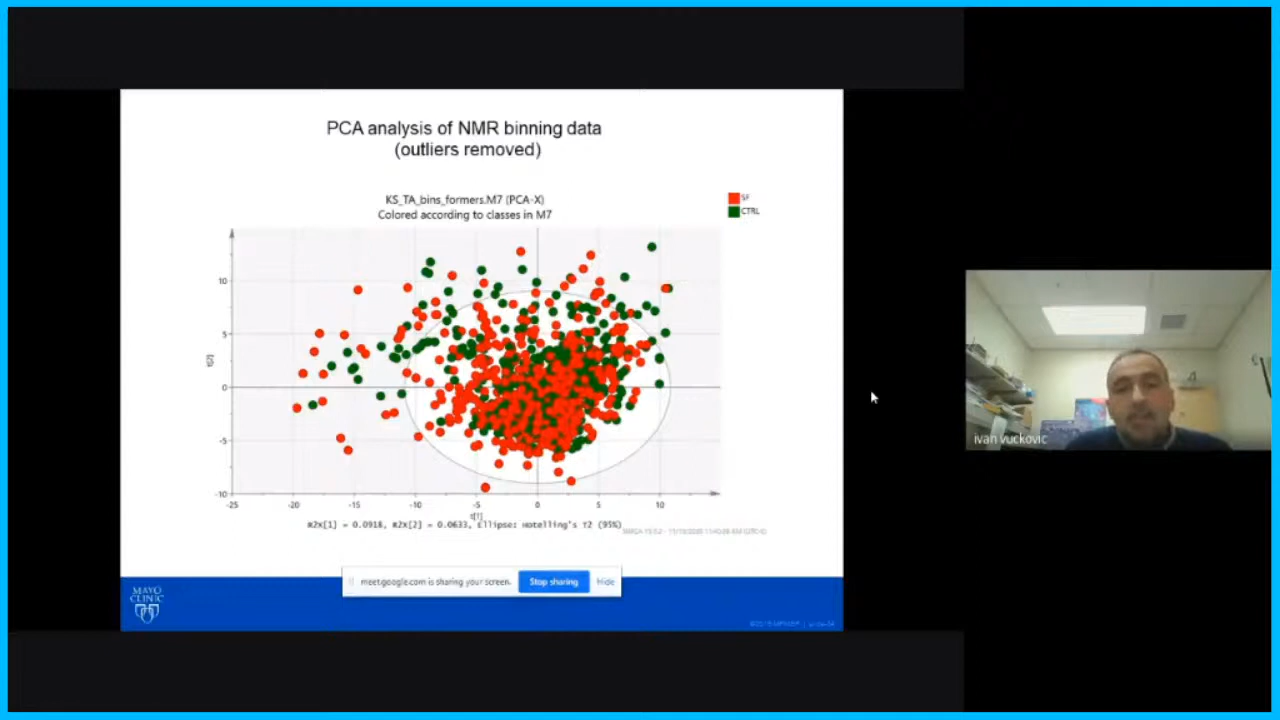 PCA analysis of NMR binning data
(outliers removed)
KS_TA_bins_formers.M7 (PCA-X)
Colored according to classes in M7
SF
CTRL
t[2]
10
5
0
-5
-10
-25
-20
-15
-10
-5
0
5
10
t[1]
R2X[1] = 0.0918, R2X[2] = 0.0633, Ellipse: Hotelling's T2 (95%)
meet.google.com is sharing your screen.
Stop sharing
Hide
MAYO
CLINIC
ivan vuckovic